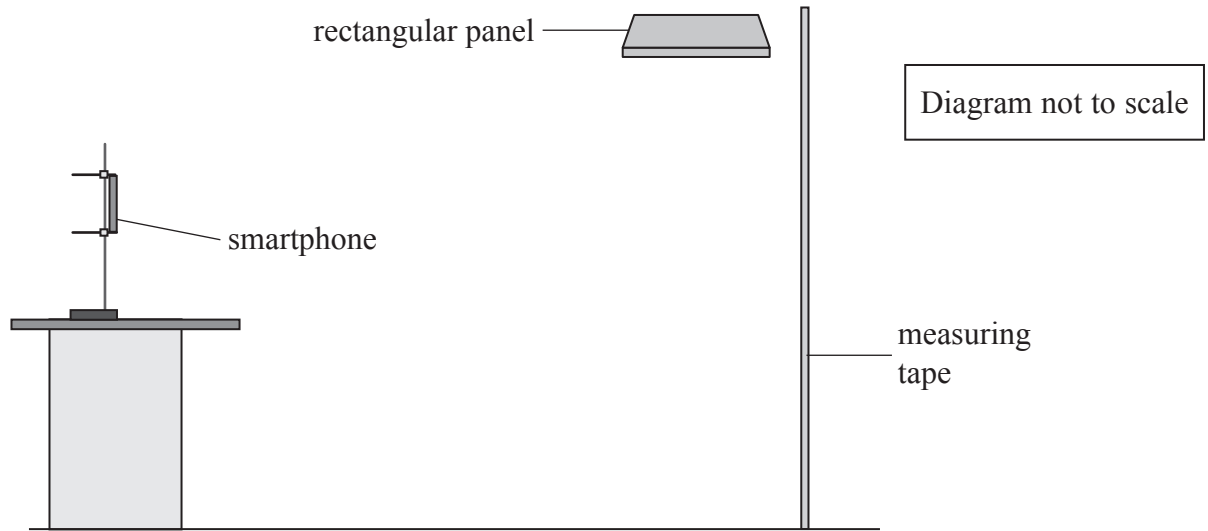 rectangular panel
Diagram not to scale
smartphone
measuring
tape